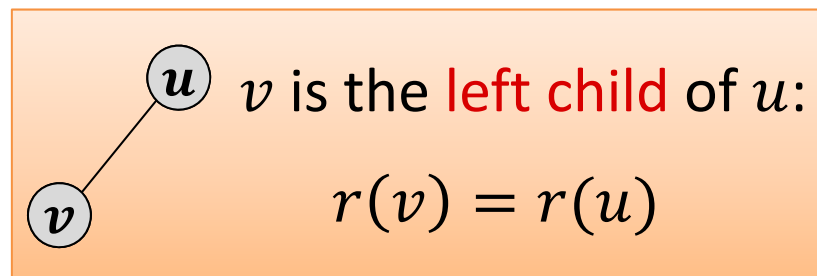 u
v is the left child of u:
v
r(v) = r(u)